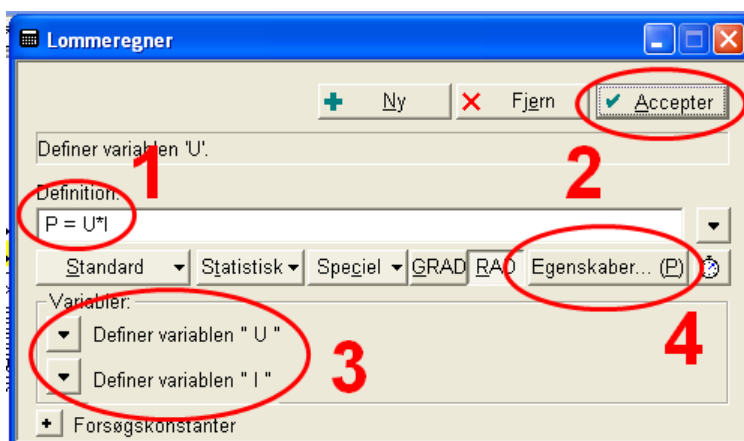 Lommeregner
Ny Fjern Accepter
Definer variablen 'U'.
1 2
Definition:
P = U*I
Standard Statistisk Speciel GRAD RAD Egenskaber... (P)
Variabler:
Definer variablen " U "
3 4
Definer variablen " I "
Forsøgskonstanter